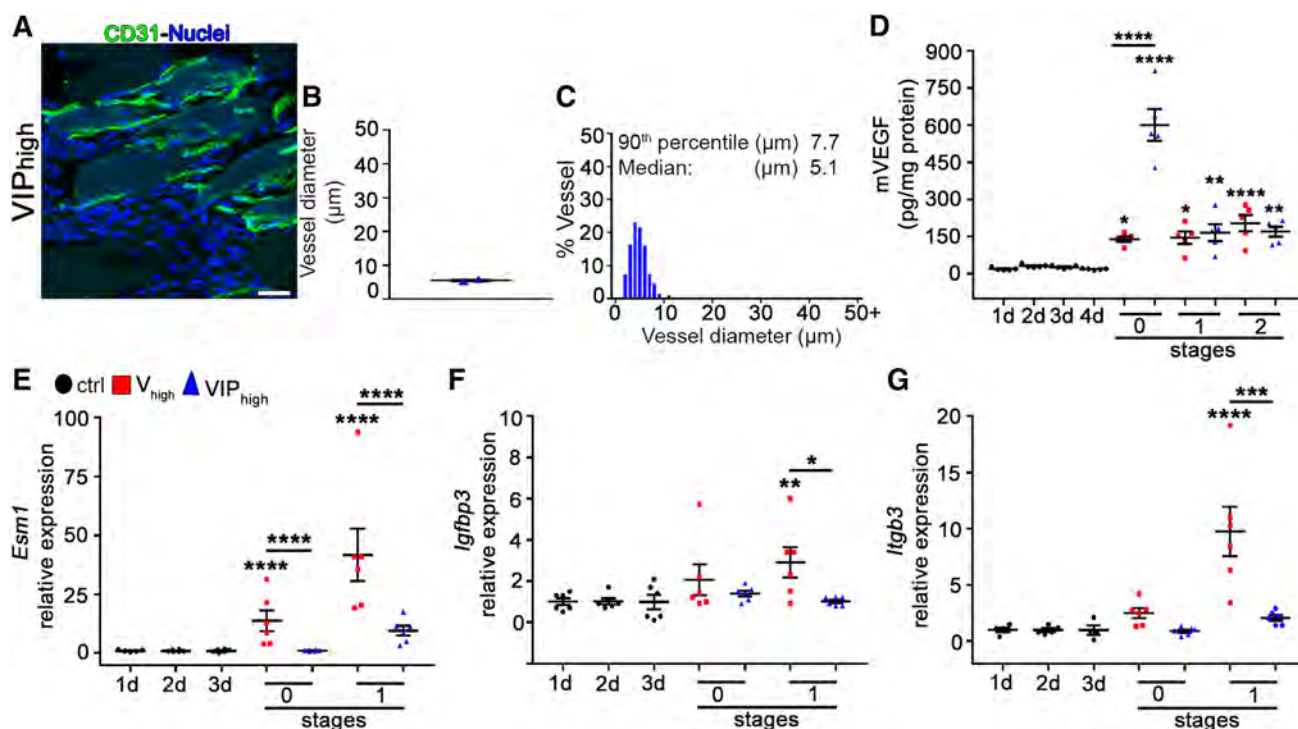 A
CD31-Nuclei
VIPhigh
B
Vessel diameter
(µm)
50
40
30
20
10
0
C
% Vessel
50
40
30
20
10
0
90th percentile (µm) 7.7
Median: (µm) 5.1
0 10 20 30 40 50+
Vessel diameter (µm)
D
mVEGF
(pg/mg protein)
900
750
600
450
300
150
0
****
****
*
*
**
****
**
1d 2d 3d 4d
0 1 2
stages
E
ctrl Vhigh VIPhigh
Esm1
relative expression
100
75
50
25
0
****
****
****
****
1d 2d 3d 0 1
stages
F
Igfbp3
relative expression
10
8
6
4
2
0
*
**
1d 2d 3d 0 1
stages
G
Itgb3
relative expression
20
15
10
5
0
***
****
1d 2d 3d 0 1
stages